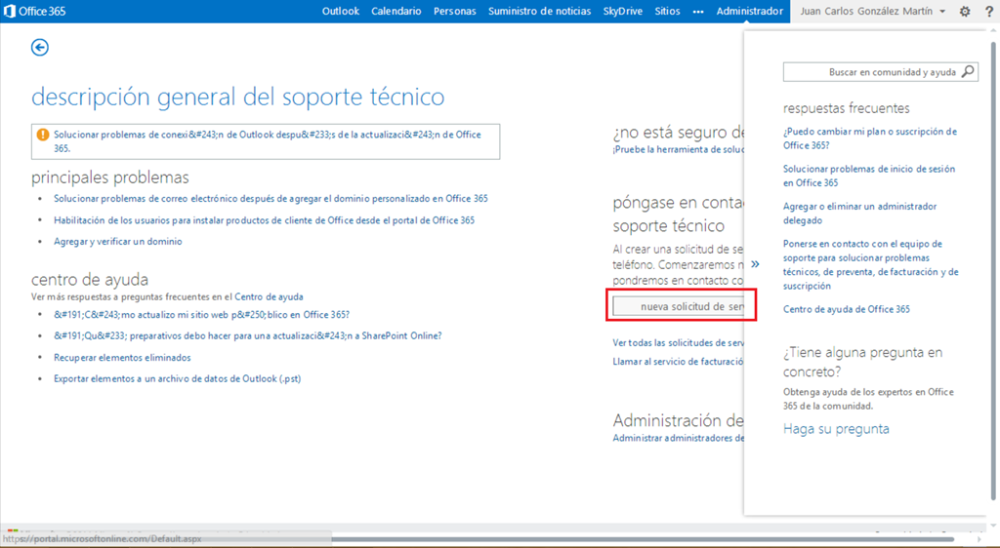 Office 365 Outlook Calendario Personas Suministro de noticias SkyDrive Sitios ••• Administrador Juan Carlos González Martín ?
descripción general del soporte técnico
Solucionar problemas de conexi&#243;n de Outlook despu&#233;s de la actualizaci&#243;n de Office
365.
principales problemas
• Solucionar problemas de correo electrónico después de agregar el dominio personalizado en Office 365
• Habilitación de los usuarios para instalar productos de cliente de Office desde el portal de Office 365
• Agregar y verificar un dominio
centro de ayuda
Ver más respuestas a preguntas frecuentes en el Centro de ayuda
• &#191;C&#243;mo actualizo mi sitio web p&#250;blico en Office 365?
• &#191;Qu&#233; preparativos debo hacer para una actualizaci&#243;n a SharePoint Online?
• Recuperar elementos eliminados
• Exportar elementos a un archivo de datos de Outlook (.pst)
¿no está seguro de
¡Pruebe la herramienta de soluc
póngase en conta
soporte técnico
Al crear una solicitud de se
teléfono. Comenzaremos
pondremos en contacto co
nueva solicitud de ser
Ver todas las solicitudes de serv
Llamar al servicio de facturació
Administración de
Administrar administradores de
»
Buscar en comunidad y ayuda
respuestas frecuentes
¿Puedo cambiar mi plan o suscripción de
Office 365?
Solucionar problemas de inicio de sesión
en Office 365
Agregar o eliminar un administrador
delegado
Ponerse en contacto con el equipo de
soporte para solucionar problemas
técnicos, de preventa, de facturación y de
suscripción
Centro de ayuda de Office 365
¿Tiene alguna pregunta en
concreto?
Obtenga ayuda de los expertos en Office
365 de la comunidad.
Haga su pregunta
https://portal.microsoftonline.com/Default.aspx